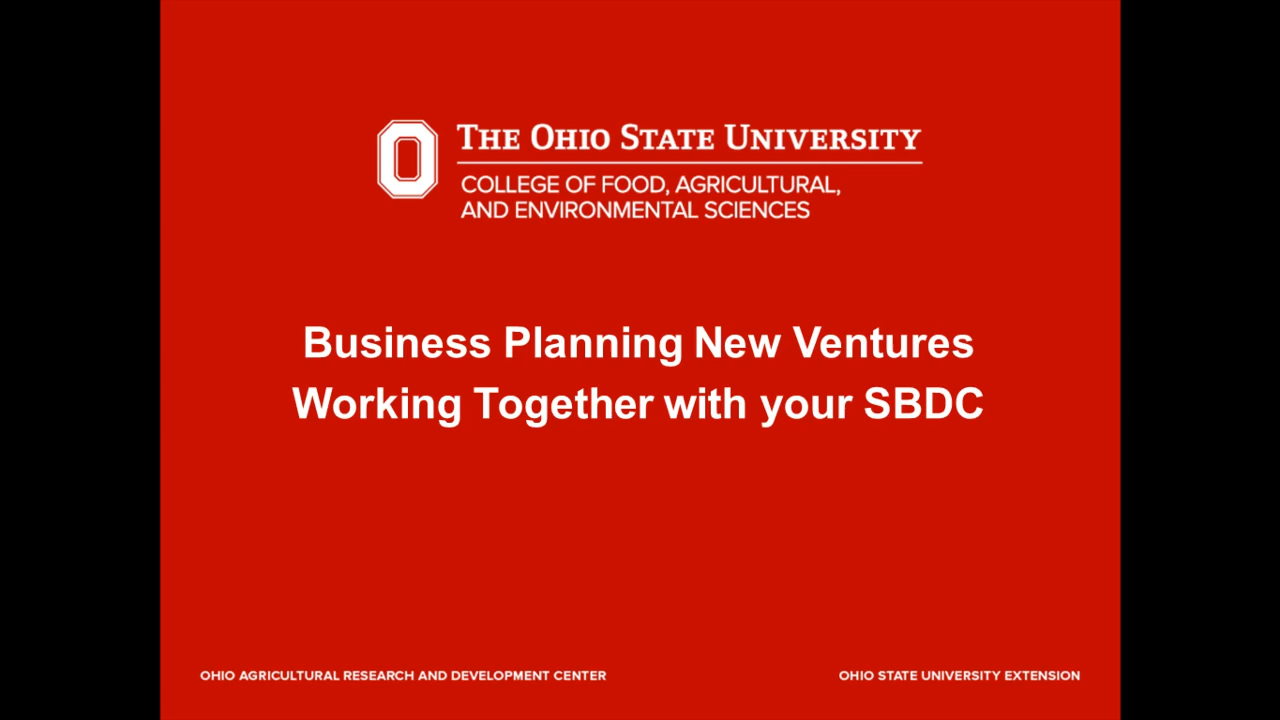 THE OHIO STATE UNIVERSITY
COLLEGE OF FOOD, AGRICULTURAL,
AND ENVIRONMENTAL SCIENCES
Business Planning New Ventures
Working Together with your SBDC
OHIO AGRICULTURAL RESEARCH AND DEVELOPMENT CENTER
OHIO STATE UNIVERSITY EXTENSION